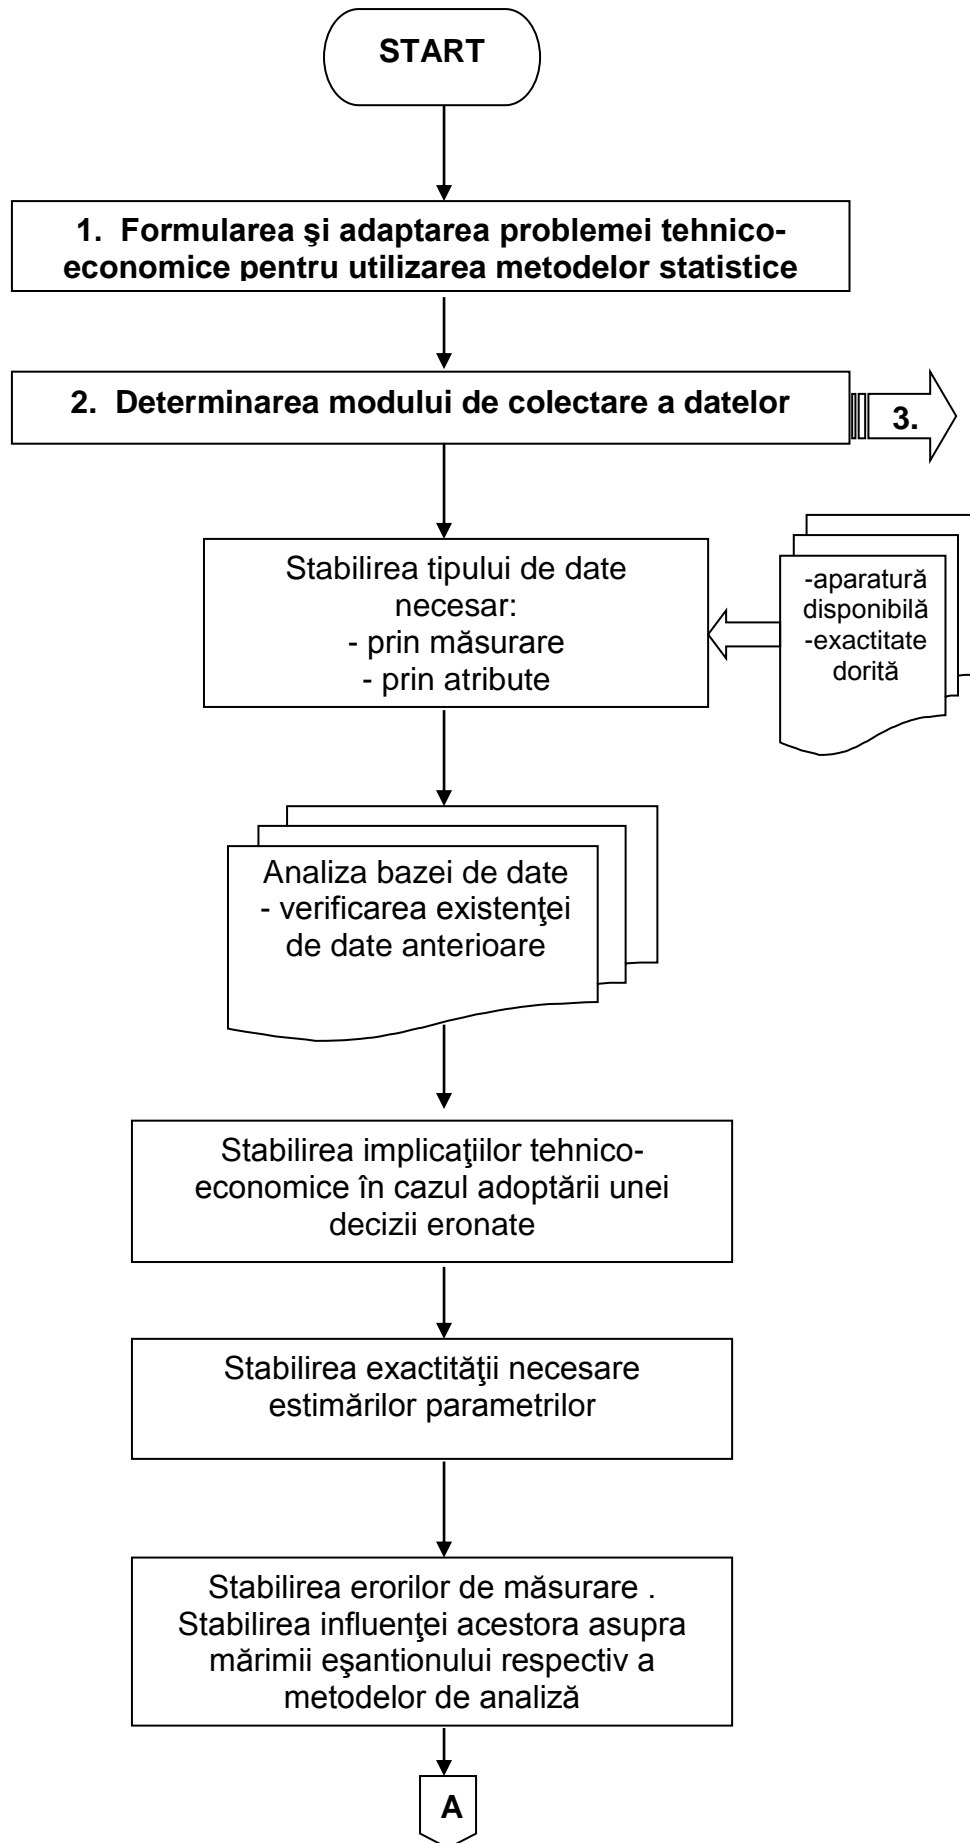 START
1. Formularea şi adaptarea problemei tehnico-
economice pentru utilizarea metodelor statistice
2. Determinarea modului de colectare a datelor
3.
Stabilirea tipului de date
necesar:
- prin măsurare
- prin atribute
-aparatură
disponibilă
-exactitate
dorită
Analiza bazei de date
- verificarea existenţei
de date anterioare
Stabilirea implicaţiilor tehnico-
economice în cazul adoptării unei
decizii eronate
Stabilirea exactităţii necesare
estimărilor parametrilor
Stabilirea erorilor de măsurare .
Stabilirea influenţei acestora asupra
mărimii eşantionului respectiv a
metodelor de analiză
A